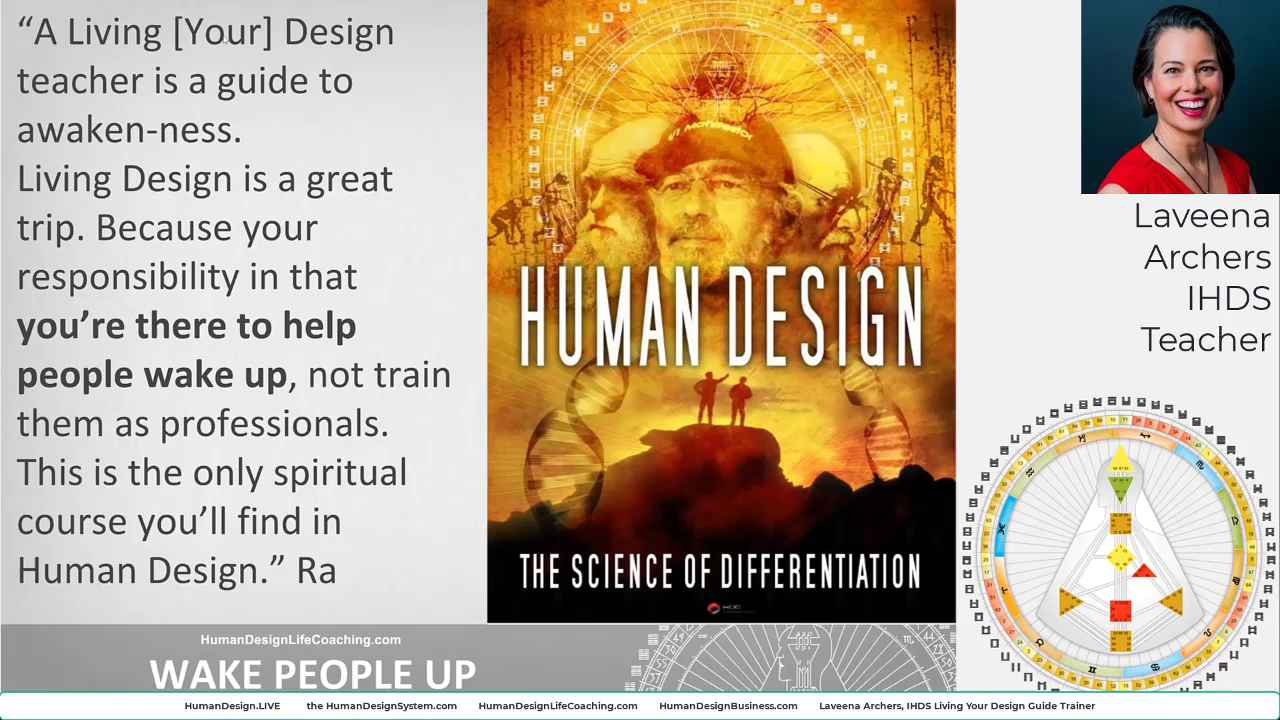 “A Living [Your] Design
teacher is a guide to
awaken-ness.
Living Design is a great
trip. Because your
responsibility in that
you’re there to help
people wake up, not train
them as professionals.
This is the only spiritual
course you’ll find in
Human Design.” Ra
#1 Motivator
HUMAN DESIGN
THE SCIENCE OF DIFFERENTIATION
Laveena
Archers
IHDS
Teacher
HumanDesignLifeCoaching.com
WAKE PEOPLE UP
HumanDesign.LIVE the HumanDesignSystem.com HumanDesignLifeCoaching.com HumanDesignBusiness.com Laveena Archers, IHDS Living Your Design Guide Trainer